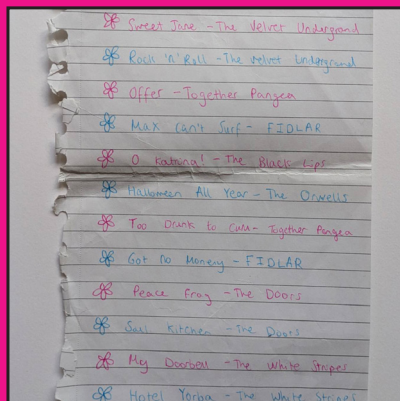 Sweet Jane - The Velvet Underground
Rock 'n' Roll - The Velvet Underground
Offer - Together Pangea
Max Can't Surf - FIDLAR
O Katrina! - The Black Lips
Halloween All Year - The Orwells
Too Drunk to Cum - Together Pangea
Got No Money - FIDLAR
Peace Frog - The Doors
Soul Kitchen - The Doors
My Doorbell - The White Stripes
Hotel Yorba - The White Stripes